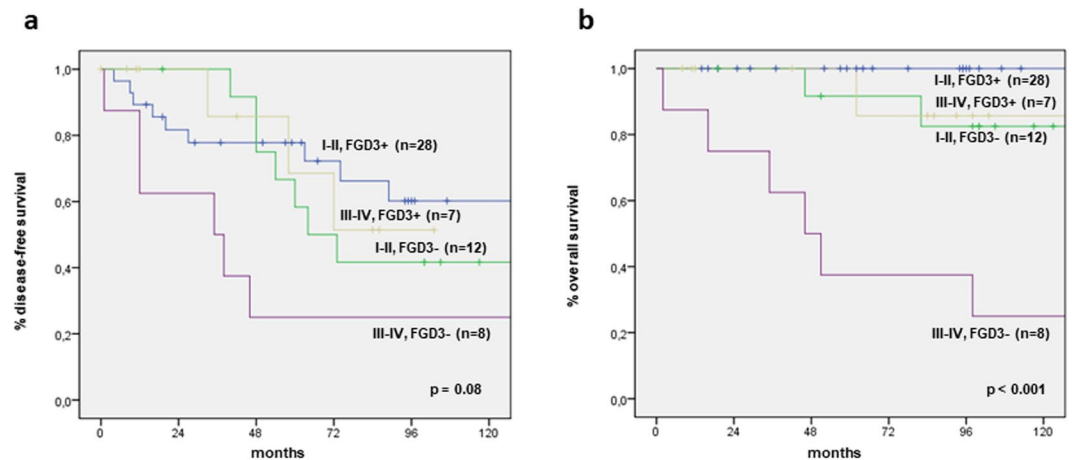 a
% disease-free survival
1,0
0,8
0,6
0,4
0,2
0,0
I-II, FGD3+ (n=28)
III-IV, FGD3+ (n=7)
I-II, FGD3- (n=12)
III-IV, FGD3- (n=8)
p = 0.08
0 24 48 72 96 120
months
b
% overall survival
1,0
0,8
0,6
0,4
0,2
0,0
I-II, FGD3+ (n=28)
III-IV, FGD3+ (n=7)
I-II, FGD3- (n=12)
III-IV, FGD3- (n=8)
p < 0.001
0 24 48 72 96 120
months